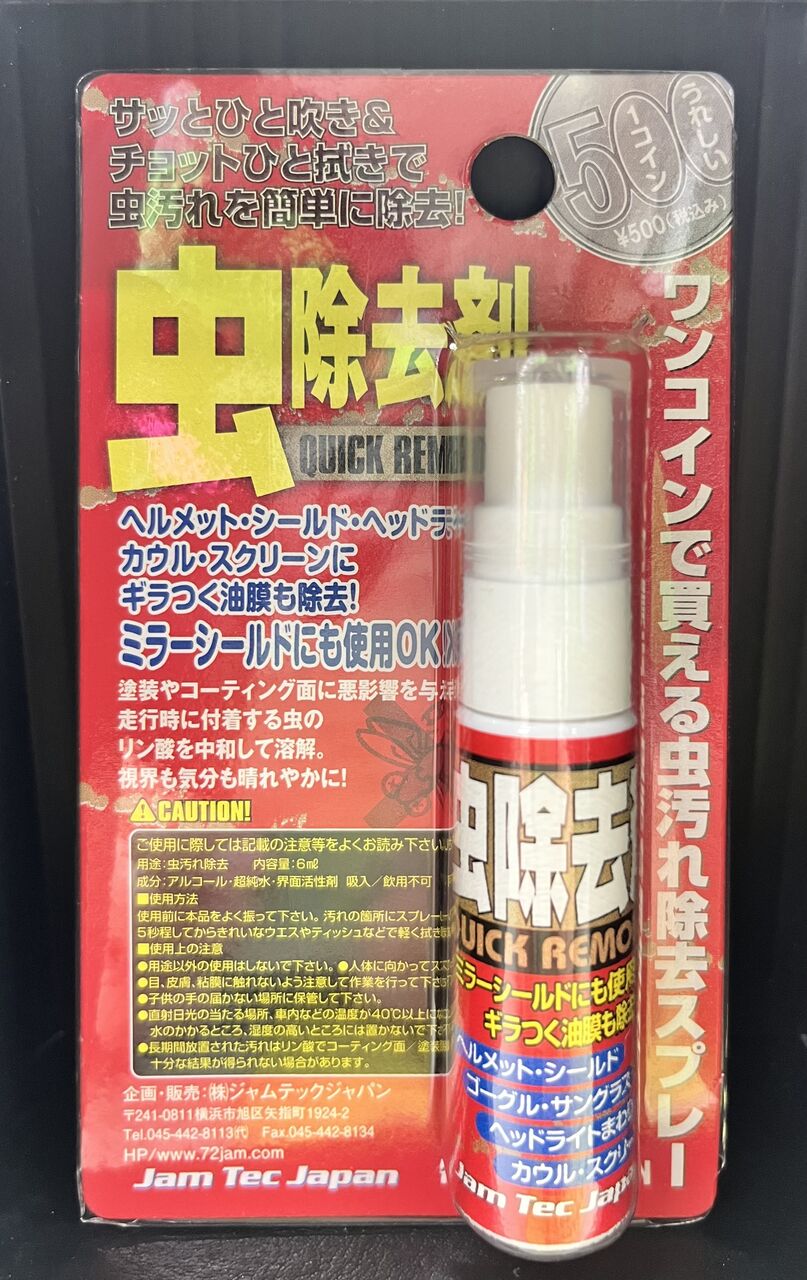 サッとひと吹き&
チョットひと拭きで
虫汚れを簡単に除去!
500
うれしい
1コイン
¥500(税込み)
虫除去剤
QUICK REM
ワンコインで買える虫汚れ除去スプレー
ヘルメット・シールド・ヘッドラ
カウル・スクリーンに
ギラつく油膜も除去!
ミラーシールドにも使用OK
塗装やコーティング面に悪影響を与え
走行時に付着する虫の
リン酸を中和して溶解。
視界も気分も晴れやかに!
CAUTION!
ご使用に際しては記載の注意等をよくお読み下さい
用途:虫汚れ除去 内容量:6㎖
成分:アルコール・超純水・界面活性剤 吸入/飲用不可
■使用方法
使用前に本品をよく振って下さい。汚れの箇所にスプレーし
5秒程してからきれいなウエスやティッシュなどで軽く拭き
■使用上の注意
●用途以外の使用はしないで下さい。●人体に向かってス
●目、皮膚、粘膜に触れないよう注意して作業を行って下さ
●子供の手の届かない場所に保管して下さい。
●直射日光の当たる場所、車内などの温度が40℃以上に
水のかかるところ、湿度の高いところには置かないで下
●長期間放置された汚れはリン酸でコーティング面/塗装
十分な結果が得られない場合があります。
企画・販売:㈱ジャムテックジャパン
〒241-0811横浜市旭区矢指町1924-2
Tel.045-442-8113㈹ Fax.045-442-8134
HP/www.72jam.com
Jam Tec Japan
虫除去
QUICK REMO
ミラーシールドにも使
ギラつく油膜も除
ヘルメット・シールド
ゴーグル・サングラス
ヘッドライトまわ
カウル・スクリー
Jam Tec Japan